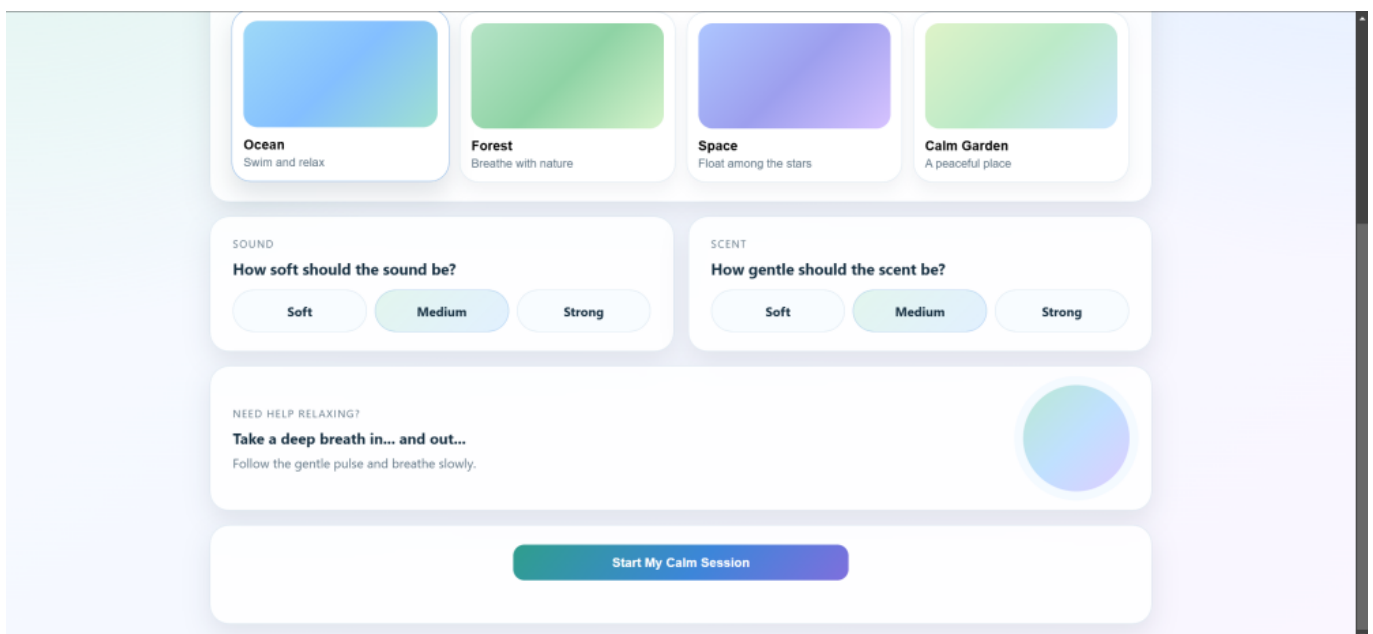 Ocean
Swim and relax
Forest
Breathe with nature
Space
Float among the stars
Calm Garden
A peaceful place
SOUND
How soft should the sound be?
Soft
Medium
Strong
SCENT
How gentle should the scent be?
Soft
Medium
Strong
NEED HELP RELAXING?
Take a deep breath in... and out...
Follow the gentle pulse and breathe slowly.
Start My Calm Session